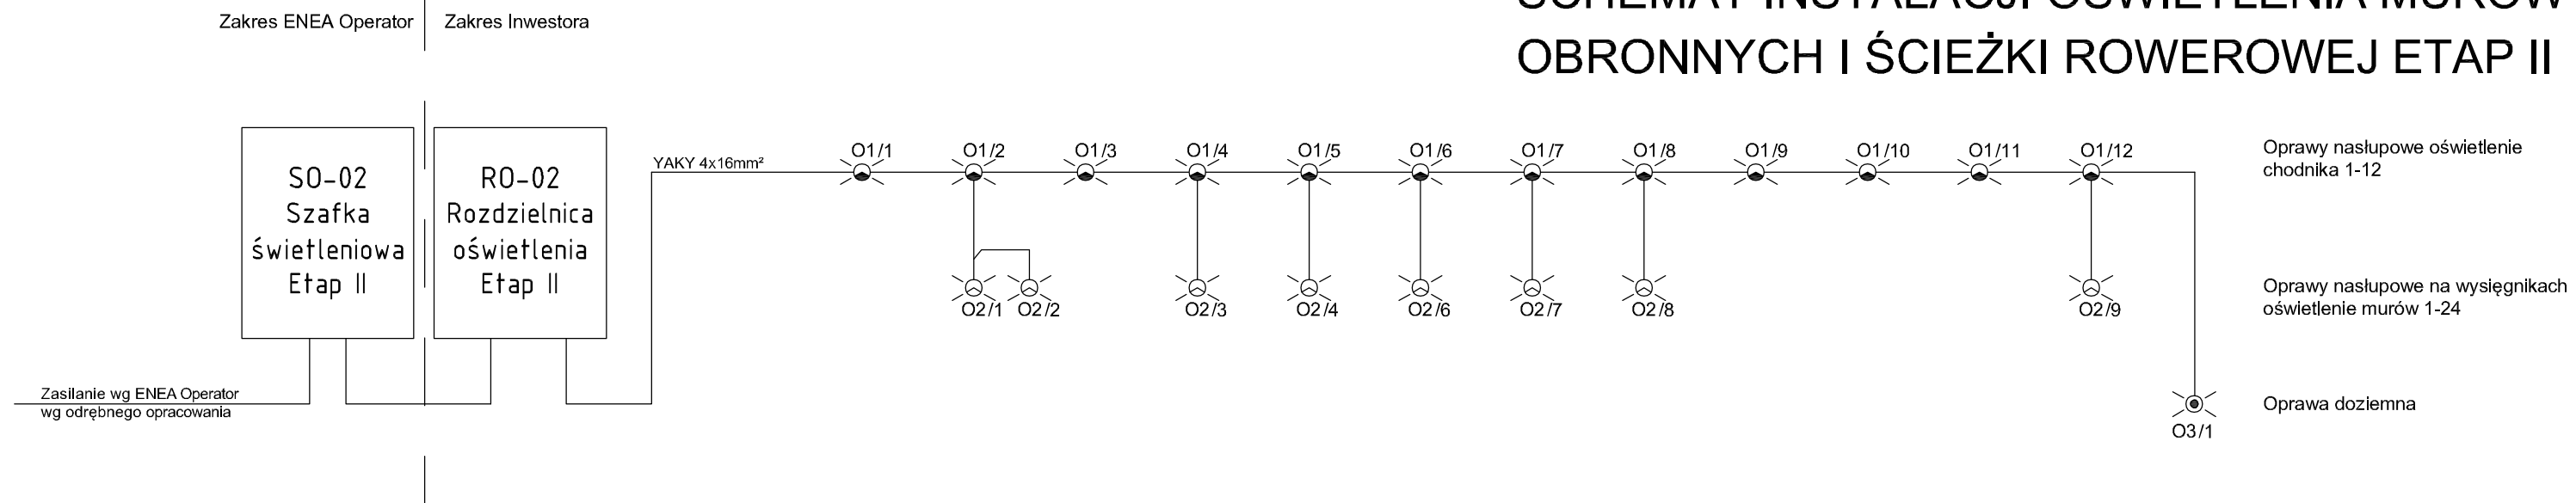 Zakres ENEA Operator
Zakres Inwestora
SCHEMAT INSTALACJI OŚWIETLENIA MURÓW
OBRONNYCH I ŚCIEŻKI ROWEROWEJ ETAP II
SO-02
Szafka
świetleniowa
Etap II
RO-02
Rozdzielnica
oświetlenia
Etap II
YAKY 4x16mm²
O1/1
O1/2
O1/3
O1/4
O1/5
O1/6
O1/7
O1/8
O1/9
O1/10
O1/11
O1/12
Oprawy nasłupowe oświetlenie
chodnika 1-12
O2/1
O2/2
O2/3
O2/4
O2/6
O2/7
O2/8
O2/9
Oprawy nasłupowe na wysięgnikach
oświetlenie murów 1-24
Zasilanie wg ENEA Operator
wg odrębnego opracowania
O3/1
Oprawa doziemna